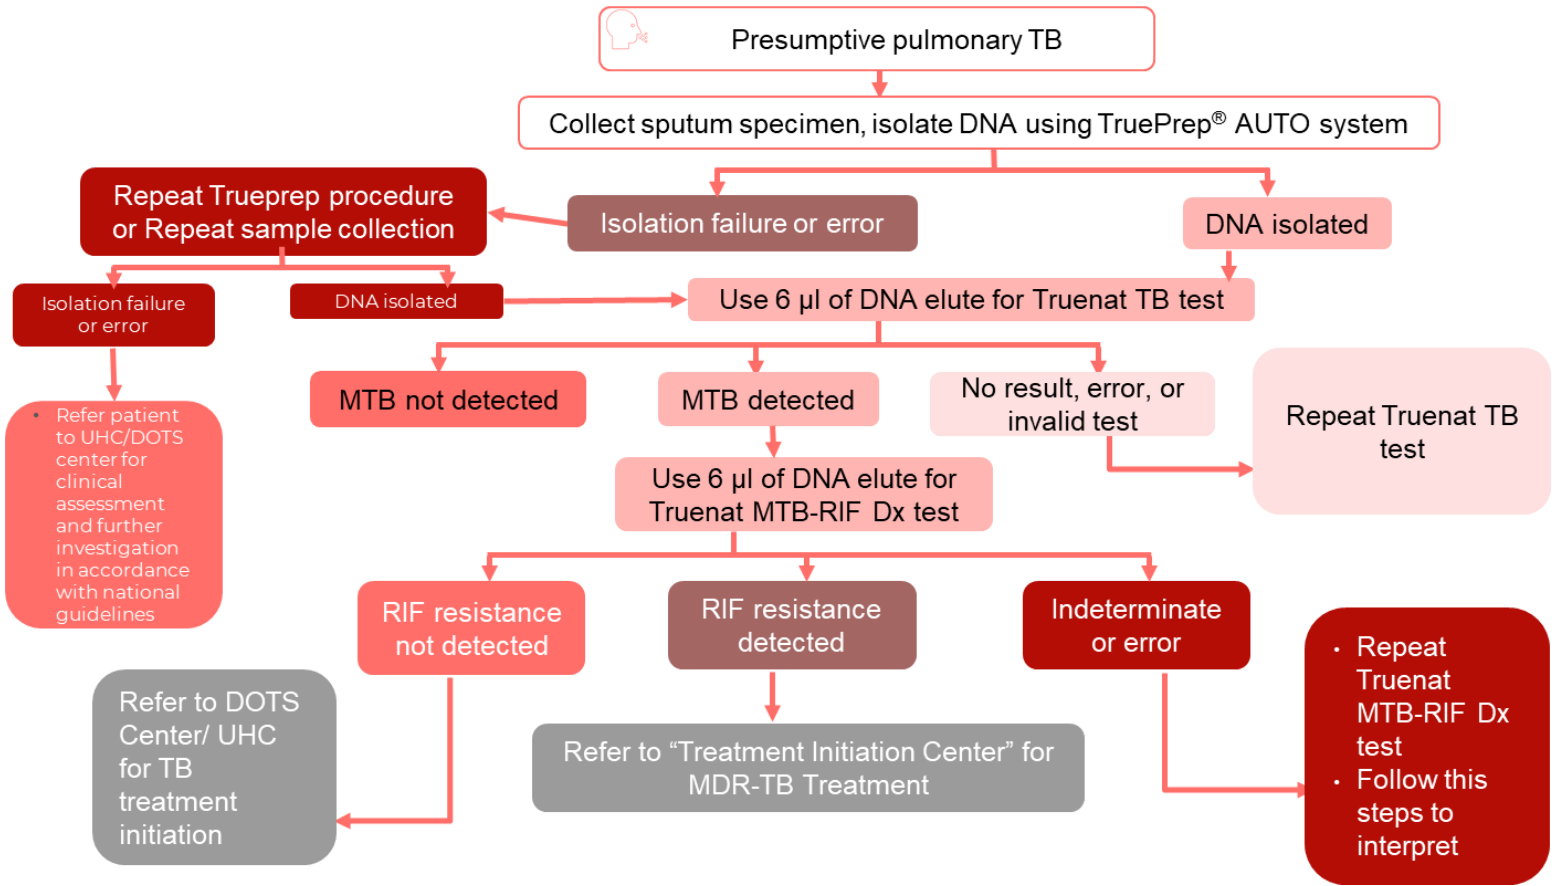 Presumptive pulmonary TB
Collect sputum specimen, isolate DNA using TruePrep® AUTO system
Repeat Trueprep procedure
or Repeat sample collection
Isolation failure or error
DNA isolated
Isolation failure
or error
DNA isolated
Use 6 µl of DNA elute for Truenat TB test
MTB not detected
MTB detected
No result, error, or
invalid test
Repeat Truenat TB
test
• Refer patient
to UHC/DOTS
center for
clinical
assessment
and further
investigation
in accordance
with national
guidelines
Use 6 µl of DNA elute for
Truenat MTB-RIF Dx test
RIF resistance
not detected
RIF resistance
detected
Indeterminate
or error
• Repeat
Truenat
MTB-RIF Dx
test
• Follow this
steps to
interpret
Refer to DOTS
Center/ UHC
for TB
treatment
initiation
Refer to “Treatment Initiation Center” for
MDR-TB Treatment